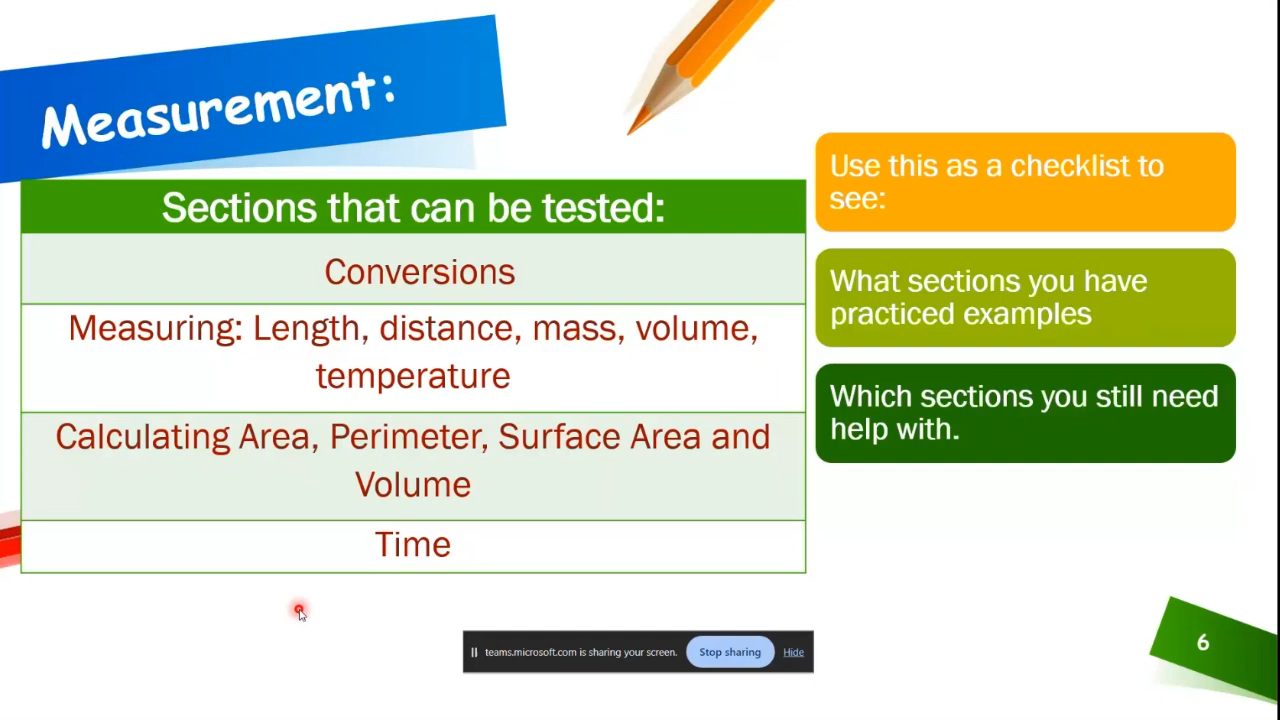 Measurement:
Sections that can be tested:
Conversions
Measuring: Length, distance, mass, volume,
temperature
Calculating Area, Perimeter, Surface Area and
Volume
Time
Use this as a checklist to
see:
What sections you have
practiced examples
Which sections you still need
help with.
teams.microsoft.com is sharing your screen. Stop sharing Hide
6